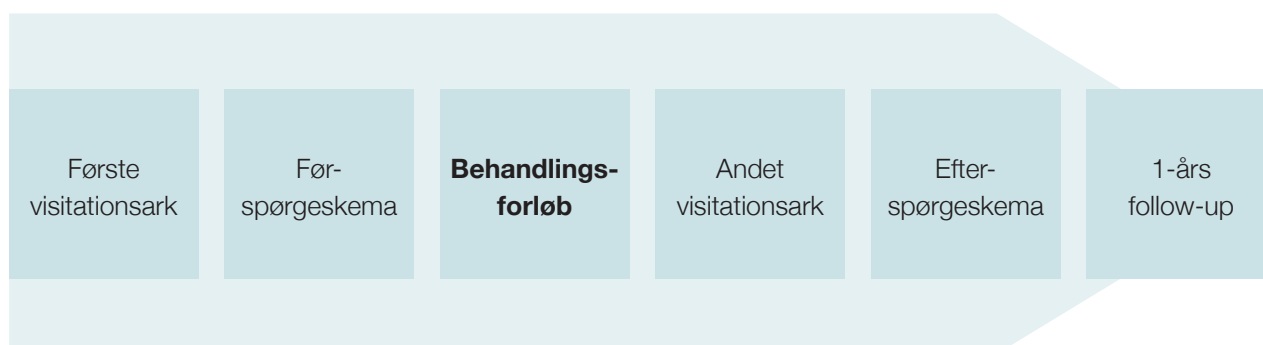 Første
visitationsark
Før-
spørgeskema
Behandlings-
forløb
Andet
visitationsark
Efter-
spørgeskema
1-års
follow-up